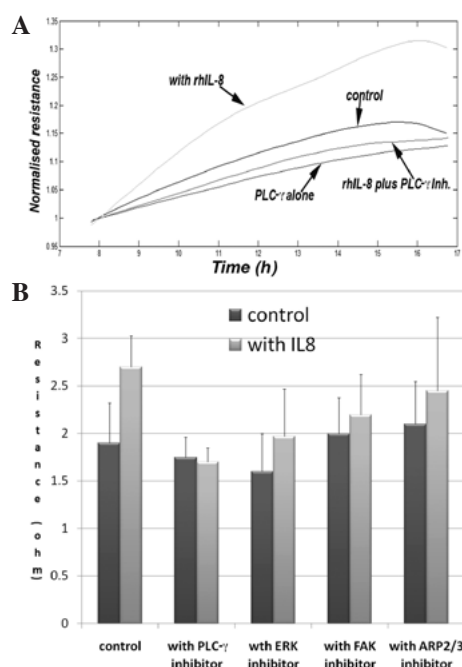 A
Normalised resistance
1.35
1.3
1.25
1.2
1.15
1.1
1.05
1
0.95
with rhIL-8
control
PLC-γ alone
rhIL-8 plus PLC-γ Inh.
7 8 9 10 11 12 13 14 15 16 17
Time (h)
B
Resistance (ohm)
3.5
3
2.5
2
1.5
1
0.5
0
control
with IL8
control
with PLC-γ inhibitor
wth ERK inhibitor
with FAK inhibitor
with ARP2/3 inhibitor